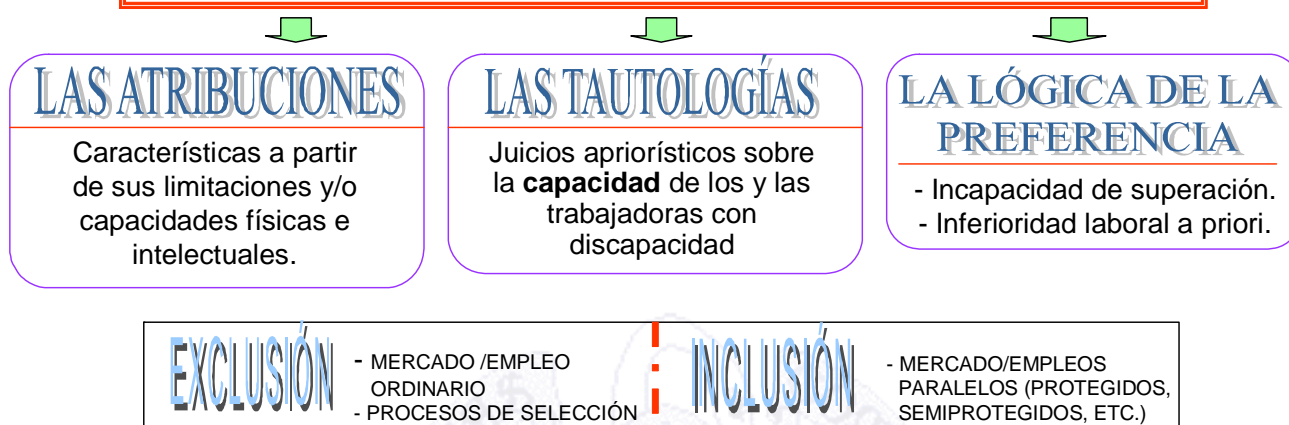 LAS ATRIBUCIONES
Características a partir
de sus limitaciones y/o
capacidades físicas e
intelectuales.
LAS TAUTOLOGÍAS
Juicios apriorísticos sobre
la capacidad de los y las
trabajadoras con
discapacidad
LA LÓGICA DE LA
PREFERENCIA
- Incapacidad de superación.
- Inferioridad laboral a priori.
EXCLUSIÓN
- MERCADO /EMPLEO
ORDINARIO
- PROCESOS DE SELECCIÓN
INCLUSIÓN
- MERCADO/EMPLEOS
PARALELOS (PROTEGIDOS,
SEMIPROTEGIDOS, ETC.)